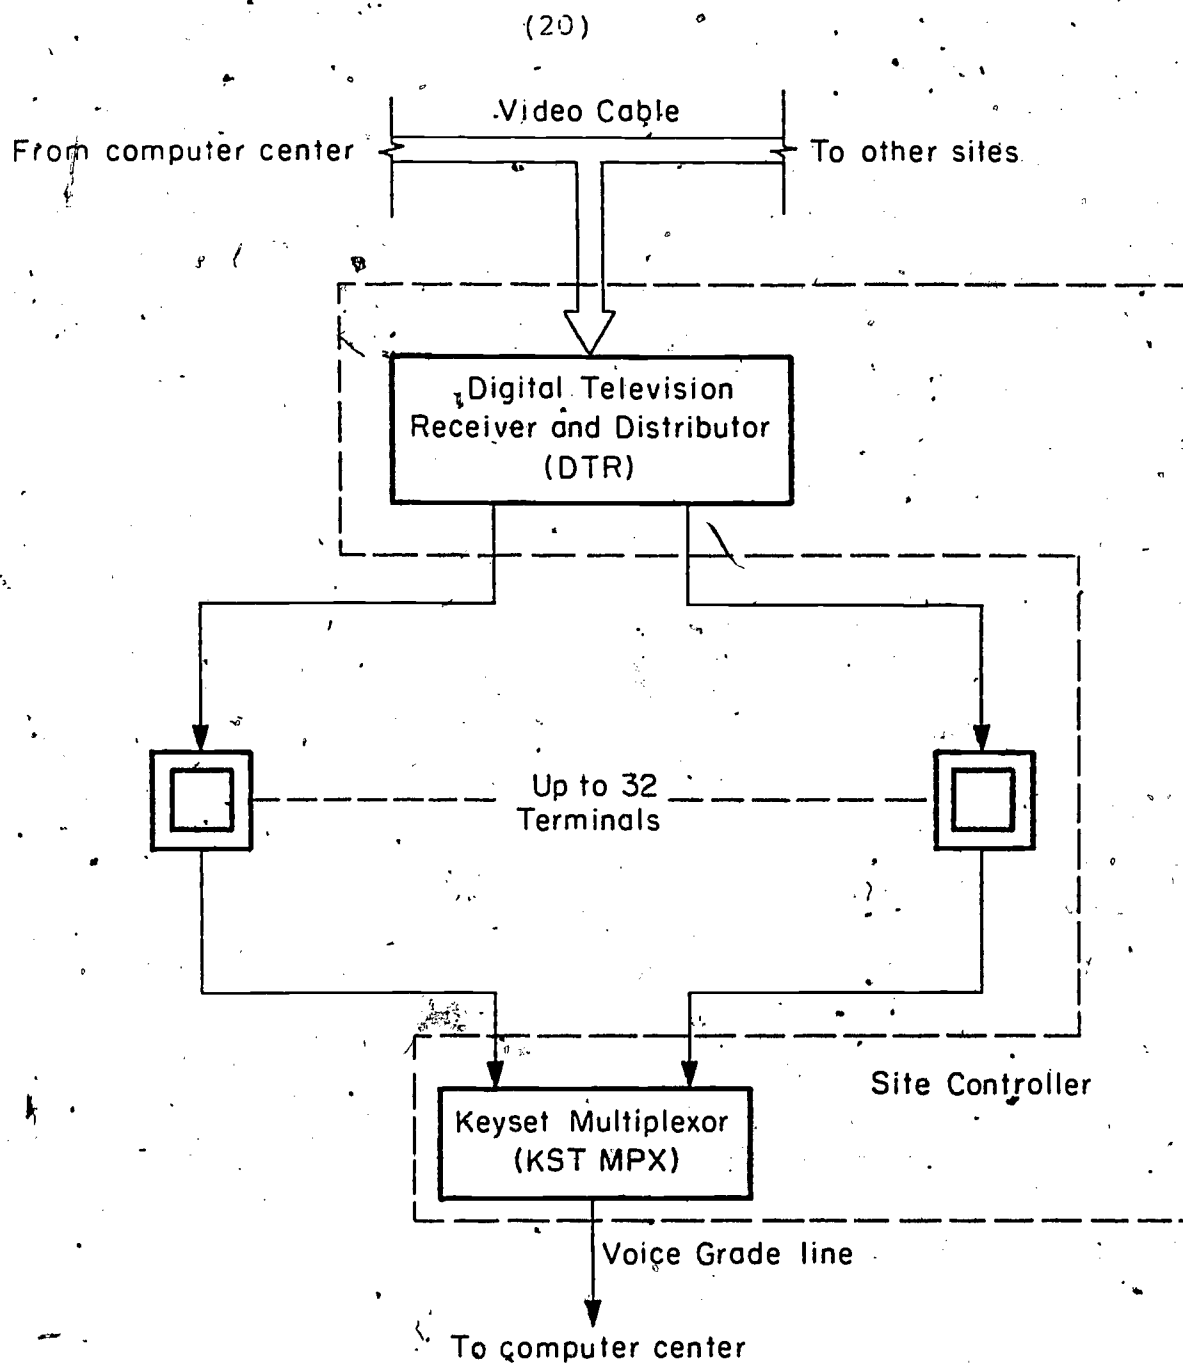 (20)
Video Cable
From computer center
To other sites
Digital Television
Receiver and Distributor
(DTR)
Up to 32
Terminals
Site Controller
Keyset Multiplexor
(KST MPX)
Voice Grade line
To computer center